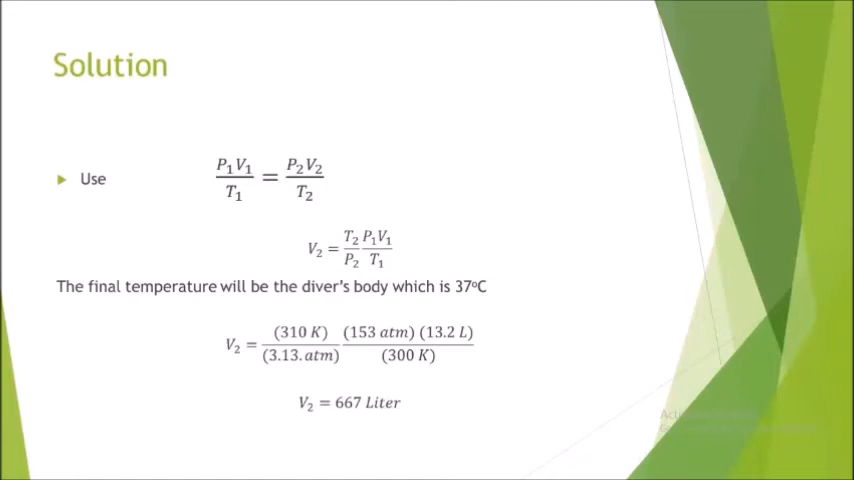 Solution
Use
P₁V₁/T₁ = P₂V₂/T₂
V₂ = T₂/P₂ P₁V₁/T₁
The final temperature will be the diver's body which is 37ºC
V₂ = (310 K)/(3.13.atm) (153 atm) (13.2 L)/(300 K)
V₂ = 667 Liter